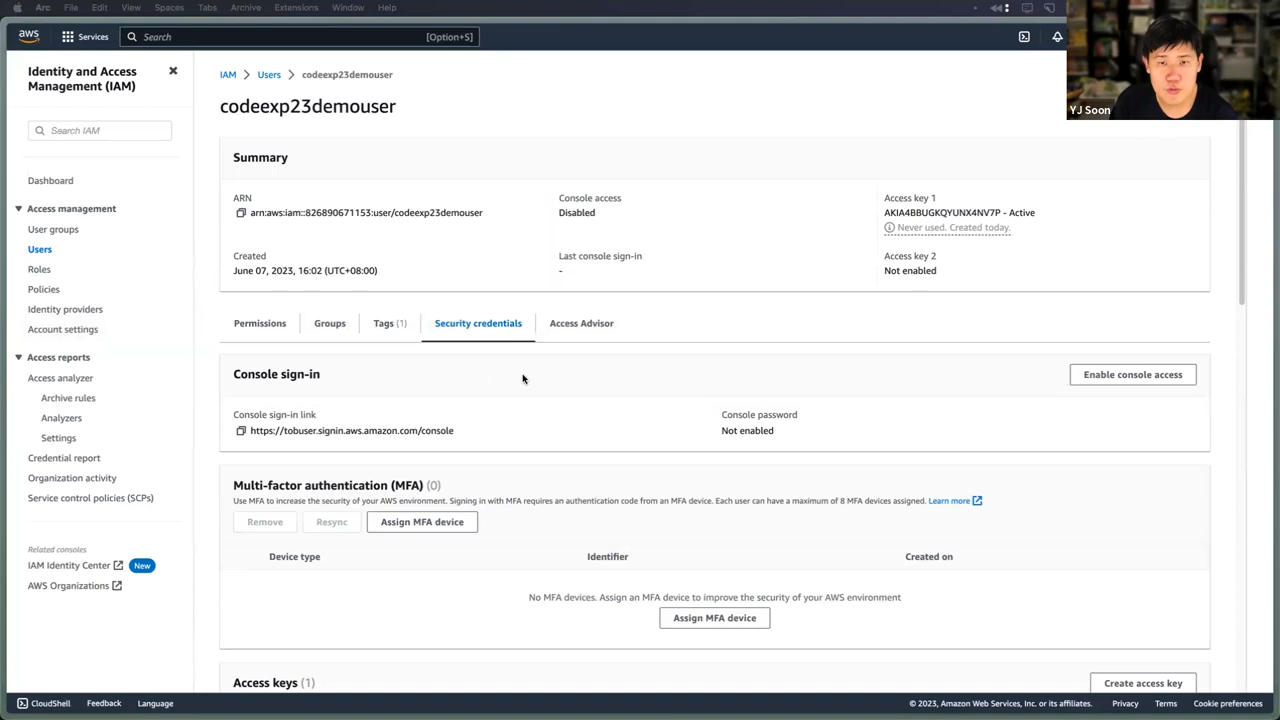 Arc File Edit View Spaces Tabs Archive Extensions Window Help
aws Services Search [Option+S]
YJ Soon
Identity and Access
Management (IAM)
Search IAM
Dashboard
Access management
User groups
Users
Roles
Policies
Identity providers
Account settings
Access reports
Access analyzer
Archive rules
Analyzers
Settings
Credential report
Organization activity
Service control policies (SCPs)
Related consoles
IAM Identity Center New
AWS Organizations
IAM > Users > codeexp23demouser
codeexp23demouser
Summary
ARN
arn:aws:iam::826890671153:user/codeexp23demouser
Console access
Disabled
Access key 1
AKIA4BBUGKQYUNX4NV7P - Active
Never used. Created today.
Created
June 07, 2023, 16:02 (UTC+08:00)
Last console sign-in
-
Access key 2
Not enabled
Permissions Groups Tags (1) Security credentials Access Advisor
Console sign-in
Enable console access
Console sign-in link
https://tobuser.signin.aws.amazon.com/console
Console password
Not enabled
Multi-factor authentication (MFA) (0)
Use MFA to increase the security of your AWS environment. Signing in with MFA requires an authentication code from an MFA device. Each user can have a maximum of 8 MFA devices assigned. Learn more
Remove Resync Assign MFA device
Device type Identifier Created on
No MFA devices. Assign an MFA device to improve the security of your AWS environment
Assign MFA device
Access keys (1)
Create access key
CloudShell Feedback Language © 2023, Amazon Web Services, Inc. or its affiliates. Privacy Terms Cookie preferences